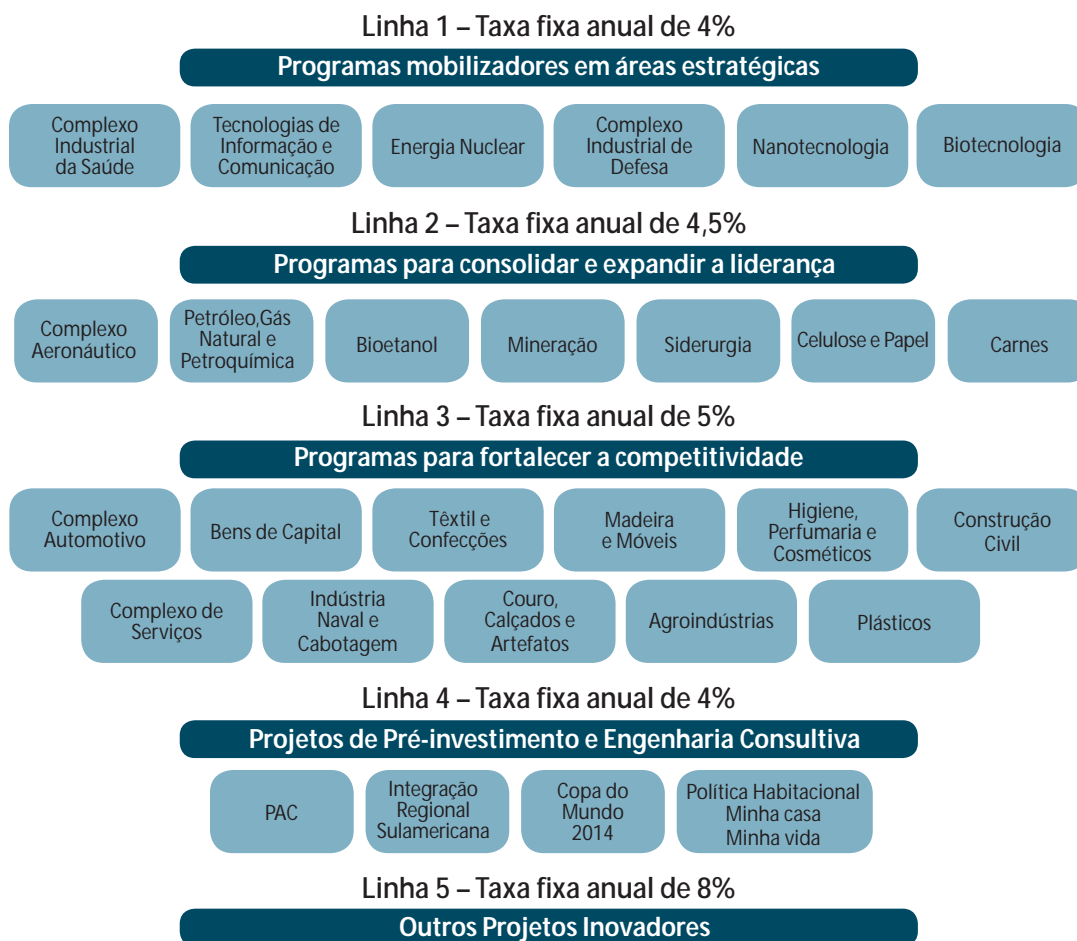 Linha 1 – Taxa fixa anual de 4%
Programas mobilizadores em áreas estratégicas
Complexo
Industrial
da Saúde
Tecnologias de
Informação e
Comunicação
Energia Nuclear
Complexo
Industrial de
Defesa
Nanotecnologia
Biotecnologia
Linha 2 – Taxa fixa anual de 4,5%
Programas para consolidar e expandir a liderança
Complexo
Aeronáutico
Petróleo,Gás
Natural e
Petroquímica
Bioetanol
Mineração
Siderurgia
Celulose e Papel
Carnes
Linha 3 – Taxa fixa anual de 5%
Programas para fortalecer a competitividade
Complexo
Automotivo
Bens de Capital
Têxtil e
Confecções
Madeira
e Móveis
Higiene,
Perfumaria e
Cosméticos
Construção
Civil
Complexo de
Serviços
Indústria
Naval e
Cabotagem
Couro,
Calçados e
Artefatos
Agroindústrias
Plásticos
Linha 4 – Taxa fixa anual de 4%
Projetos de Pré-investimento e Engenharia Consultiva
PAC
Integração
Regional
Sulamericana
Copa do
Mundo
2014
Política Habitacional
Minha casa
Minha vida
Linha 5 – Taxa fixa anual de 8%
Outros Projetos Inovadores